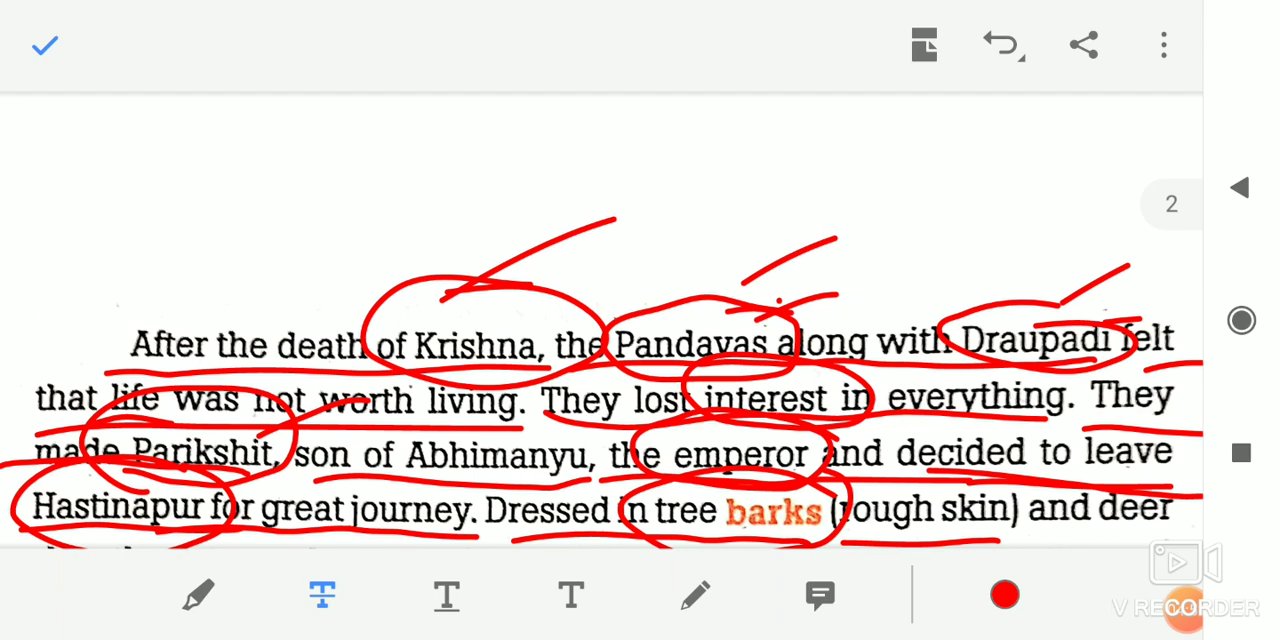 2
After the death of Krishna, the Pandavas along with Draupadi felt
that life was not worth living. They lost interest in everything. They
made Parikshit, son of Abhimanyu, the emperor and decided to leave
Hastinapur for great journey. Dressed in tree barks (rough skin) and deer
T T T
V RECORDER